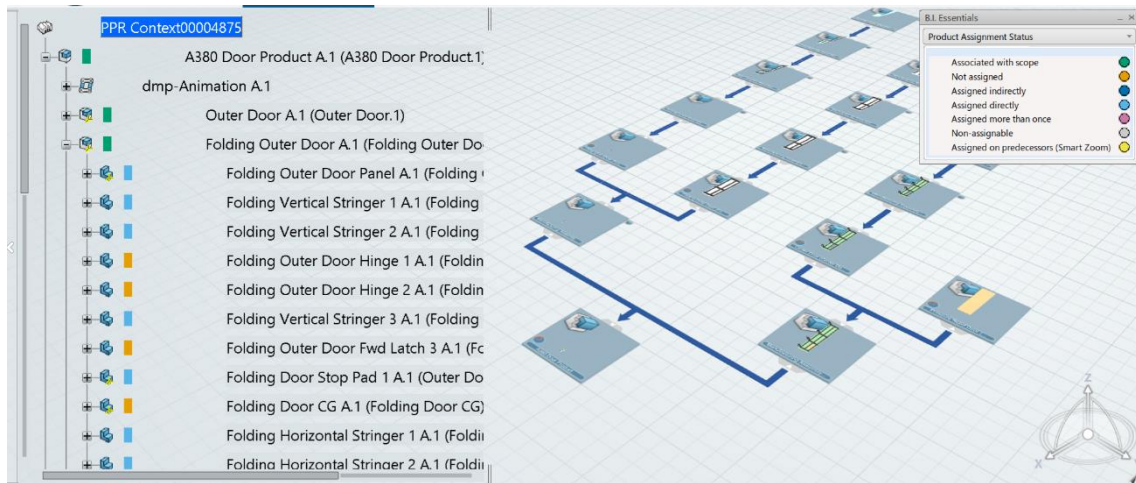 PPR Context00004875
A380 Door Product A.1 (A380 Door Product.1)
dmp-Animation A.1
Outer Door A.1 (Outer Door.1)
Folding Outer Door A.1 (Folding Outer Do
Folding Outer Door Panel A.1 (Folding
Folding Vertical Stringer 1 A.1 (Folding
Folding Vertical Stringer 2 A.1 (Folding
Folding Outer Door Hinge 1 A.1 (Foldin
Folding Outer Door Hinge 2 A.1 (Foldin
Folding Vertical Stringer 3 A.1 (Folding
Folding Outer Door Fwd Latch 3 A.1 (Fo
Folding Door Stop Pad 1 A.1 (Outer Do
Folding Door CG A.1 (Folding Door CG)
Folding Horizontal Stringer 1 A.1 (Foldi
Folding Horizontal Stringer 2 A.1 (Foldi
B.I. Essentials
Product Assignment Status
Associated with scope
Not assigned
Assigned indirectly
Assigned directly
Assigned more than once
Non-assignable
Assigned on predecessors (Smart Zoom)
Z
X